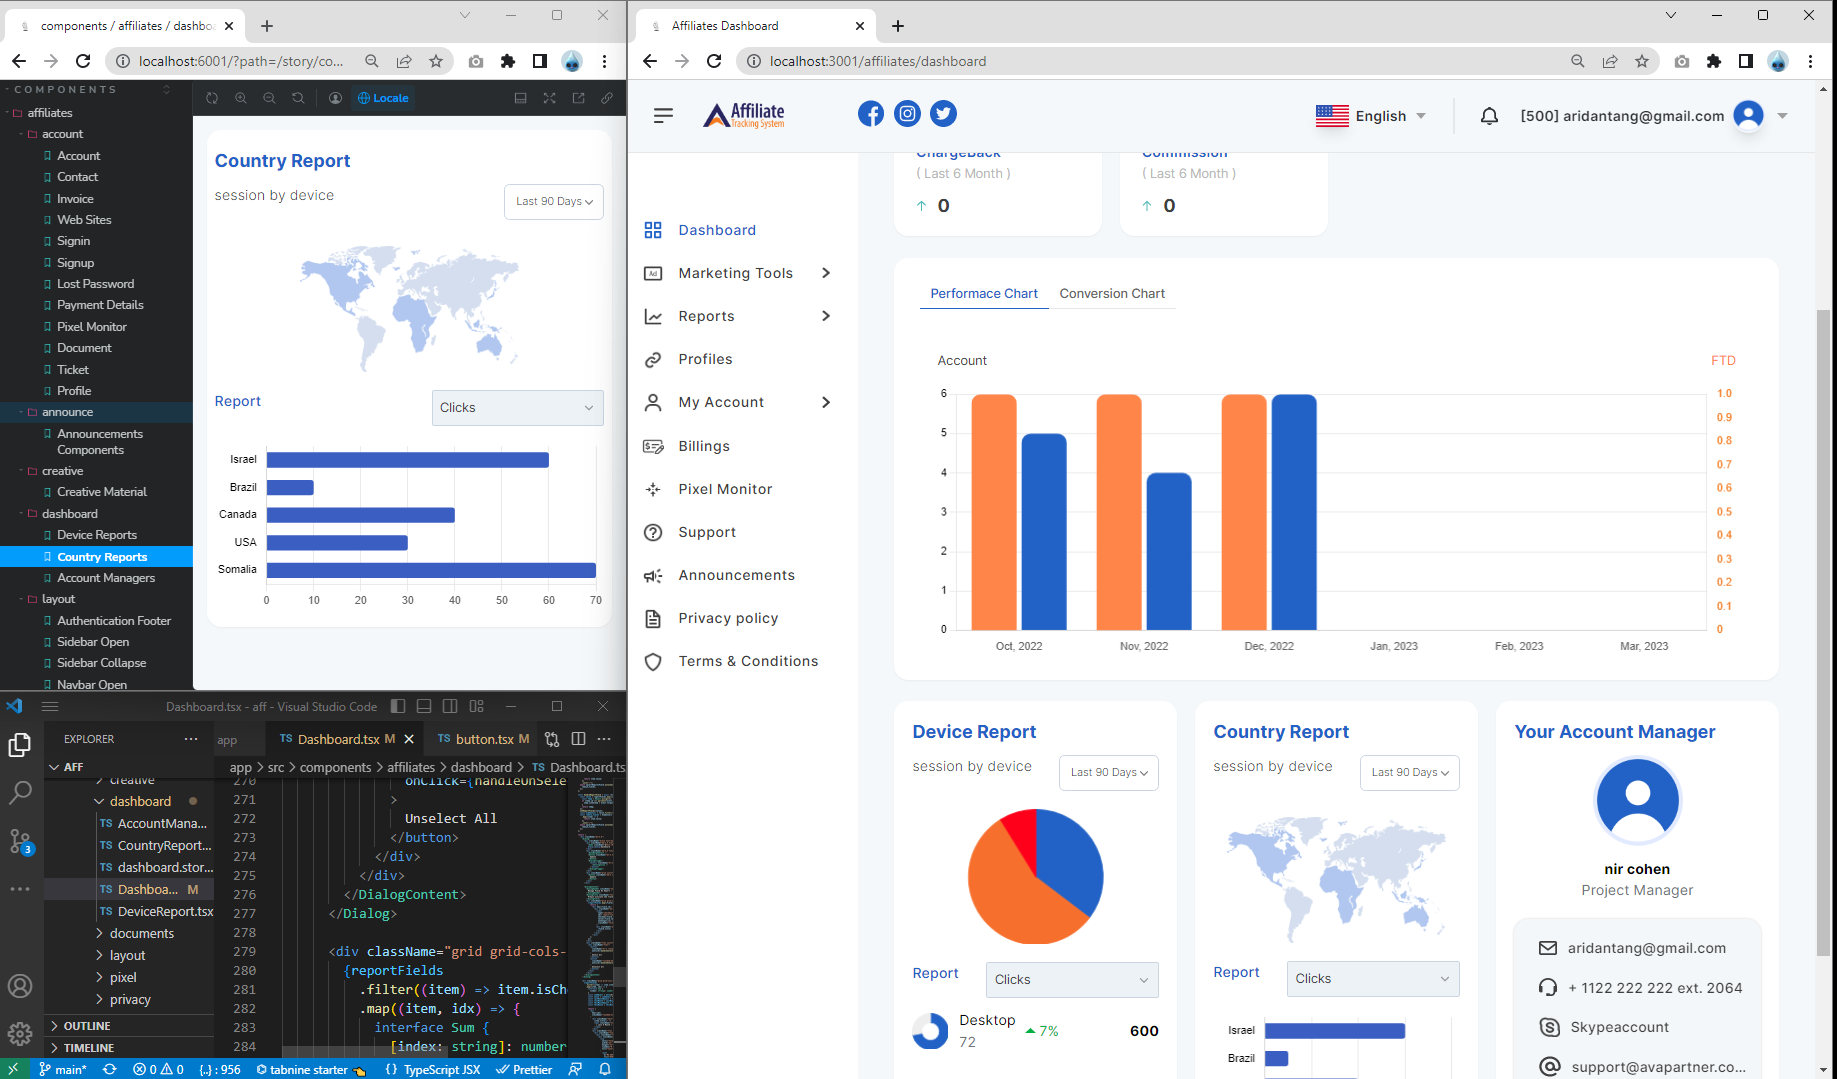 components / affiliates / dashbo
localhost:6001/?path=/story/co...
COMPONENTS
affiliates
account
Account
Contact
Invoice
Web Sites
Signin
Signup
Lost Password
Payment Details
Pixel Monitor
Document
Ticket
Profile
announce
Announcements
Components
creative
Creative Material
dashboard
Device Reports
Country Reports
Account Managers
layout
Authentication Footer
Sidebar Open
Sidebar Collapse
Navbar Open
Locale
Country Report
session by device
Last 90 Days
Report
Clicks
Israel
Brazil
Canada
USA
Somalia
0 10 20 30 40 50 60 70
Dashboard.tsx - aff - Visual Studio Code
EXPLORER
app
TS Dashboard.tsx M
TS button.tsx M
AFF
app > src > components > affiliates > dashboard > TS Dashboard.ts
creative
dashboard
TS AccountMana...
TS CountryReport...
TS dashboard.stor...
TS Dashboa... M
TS DeviceReport.tsx
documents
layout
pixel
privacy
OUTLINE
TIMELINE
3
270 onClick={handleUnSele
271 >
272 Unselect All
273 </button>
274 </div>
275 </div>
276 </DialogContent>
277 </Dialog>
278
279 <div className="grid grid-cols-
280 {reportFields
281 .filter((item) => item.isCh
282 .map((item, idx) => {
283 interface Sum {
284 [index: string]: number
main* 0 0 {..} : 956 tabnine starter { } TypeScript JSX Prettier
Affiliates Dashboard
localhost:3001/affiliates/dashboard
Affiliate
Tracking System
English
[500] aridantang@gmail.com
Dashboard
Ad
Marketing Tools
Reports
Profiles
My Account
Billings
Pixel Monitor
Support
Announcements
Privacy policy
Terms & Conditions
ChargeBack
( Last 6 Month )
0
Commission
( Last 6 Month )
0
Performace Chart
Conversion Chart
Account
FTD
6
5
4
3
2
1
0
1.0
0.9
0.8
0.7
0.6
0.5
0.4
0.3
0.2
0.1
0
Oct, 2022 Nov, 2022 Dec, 2022 Jan, 2023 Feb, 2023 Mar, 2023
Device Report
session by device
Last 90 Days
Report
Clicks
Desktop
7%
72
600
Country Report
session by device
Last 90 Days
Report
Clicks
Israel
Brazil
Your Account Manager
nir cohen
Project Manager
aridantang@gmail.com
+ 1122 222 222 ext. 2064
Skypeaccount
support@avapartner.co...